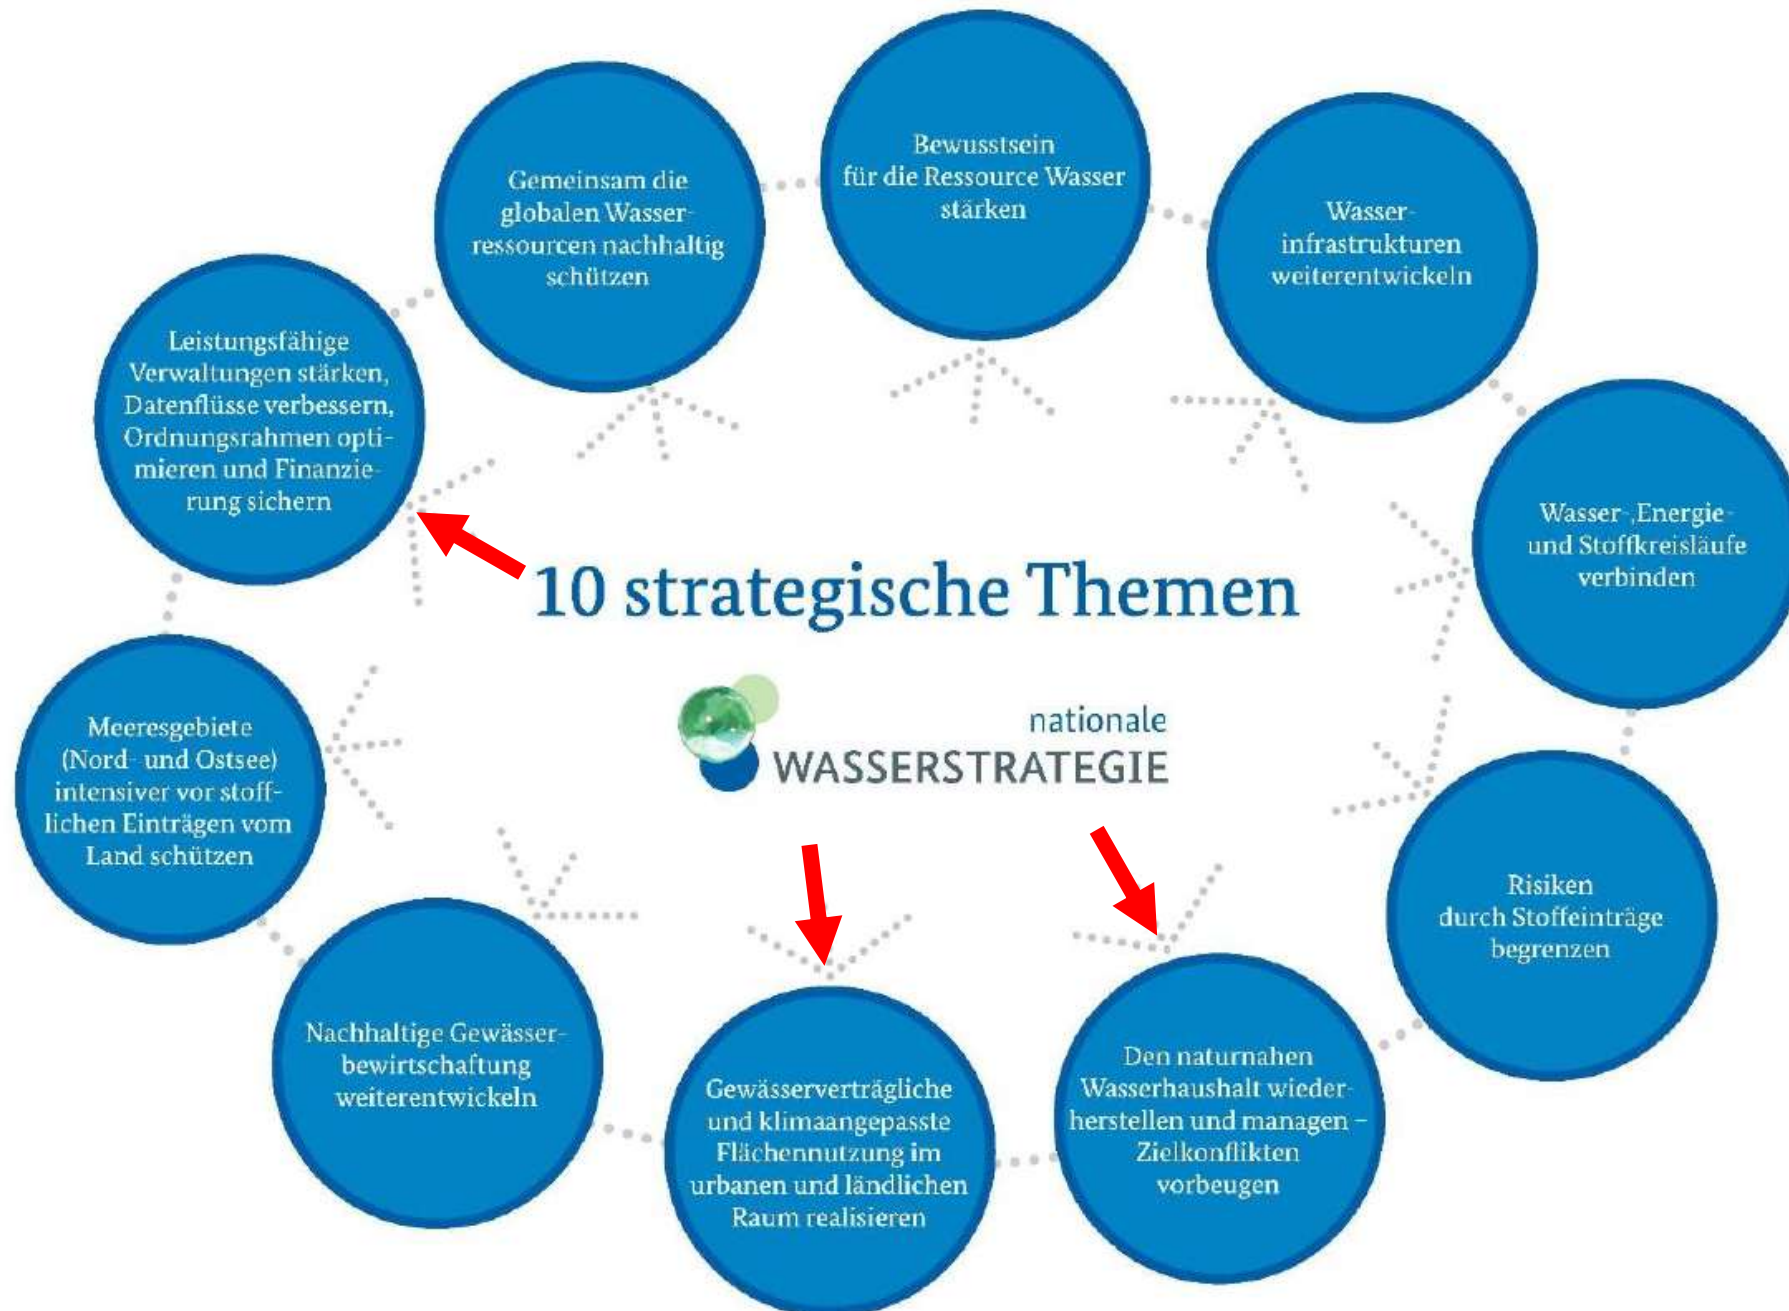 Bewusstsein
für die Ressource Wasser
stärken
Wasser-
infrastrukturen
weiterentwickeln
Wasser-,Energie-
und Stoffkreisläufe
verbinden
Risiken
durch Stoffeinträge
begrenzen
Den naturnahen
Wasserhaushalt wieder-
herstellen und managen –
Zielkonflikten
vorbeugen
Gewässerverträgliche
und klimaangepasste
Flächennutzung im
urbanen und ländlichen
Raum realisieren
Nachhaltige Gewässer-
bewirtschaftung
weiterentwickeln
Meeresgebiete
(Nord- und Ostsee)
intensiver vor stoff-
lichen Einträgen vom
Land schützen
Leistungsfähige
Verwaltungen stärken,
Datenflüsse verbessern,
Ordnungsrahmen opti-
mieren und Finanzie-
rung sichern
Gemeinsam die
globalen Wasser-
ressourcen nachhaltig
schützen
10 strategische Themen
nationale
WASSERSTRATEGIE